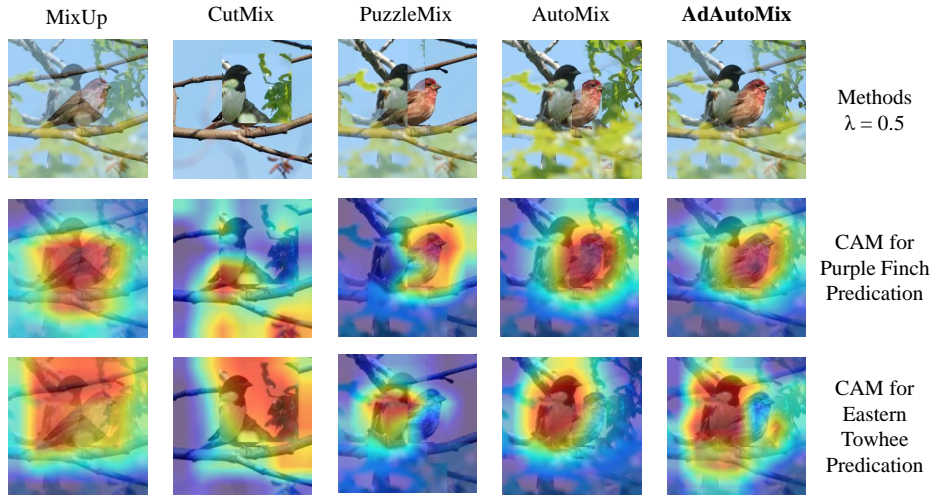 MixUp
CutMix
PuzzleMix
AutoMix
AdAutoMix
Methods
λ = 0.5
CAM for
Purple Finch
Predication
CAM for
Eastern
Towhee
Predication